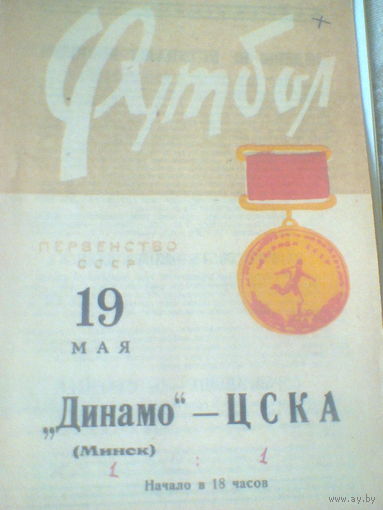 Футбол
ПЕРВЕНСТВО
СССР
19
МАЯ
„Динамо“ — ЦСКА
(Минск)
1 : 1
Начало в 18 часов
www.ay.by